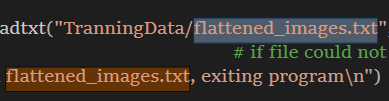 adtxt("TranningData/flattened_images.txt",
# if file could not
flattened_images.txt, exiting program\n")